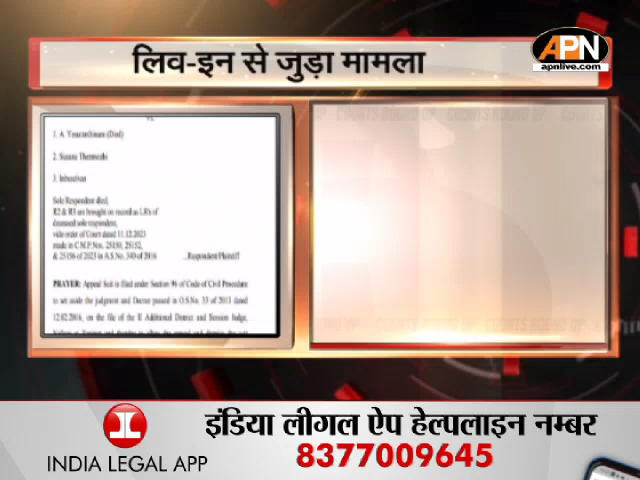 लिव-इन से जुड़ा मामला
APN
apnlive.com
vs.
1. A. (Died)
2.
3.
Sole Respondent died,
R2 & R3 are brought on record as LRs of
deceased sole respondent,
vide order of Court dated 11.12.2023
made in C.M.P.Nos. 25150, 25152,
& 25156 of 2023 in A.S.No. 340 of 2016 ...Respondent/Plaintiff
PRAYER: Appeal Suit is filed under Section 96 of Code of Civil Procedure
to set aside the judgment and Decree passed in O.S.No. 33 of 2013 dated
12.02.2016, on the file of the II Additional District and Session Judge,
इंडिया लीगल ऐप हेल्पलाइन नम्बर
INDIA LEGAL APP
8377009645